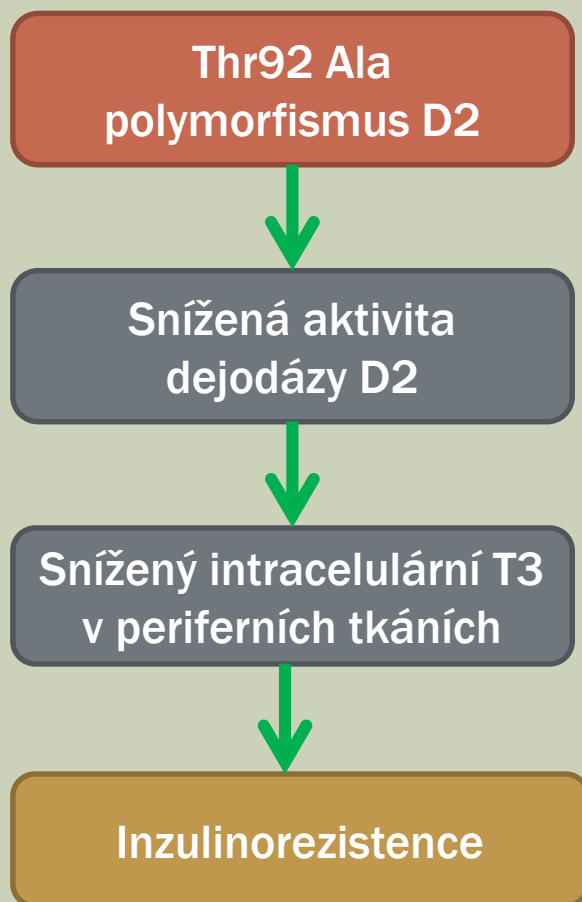 Thr92 Ala
polymorfismus D2
Snížená aktivita
dejodázy D2
Snížený intracelulární T3
v periferních tkáních
Inzulinorezistence